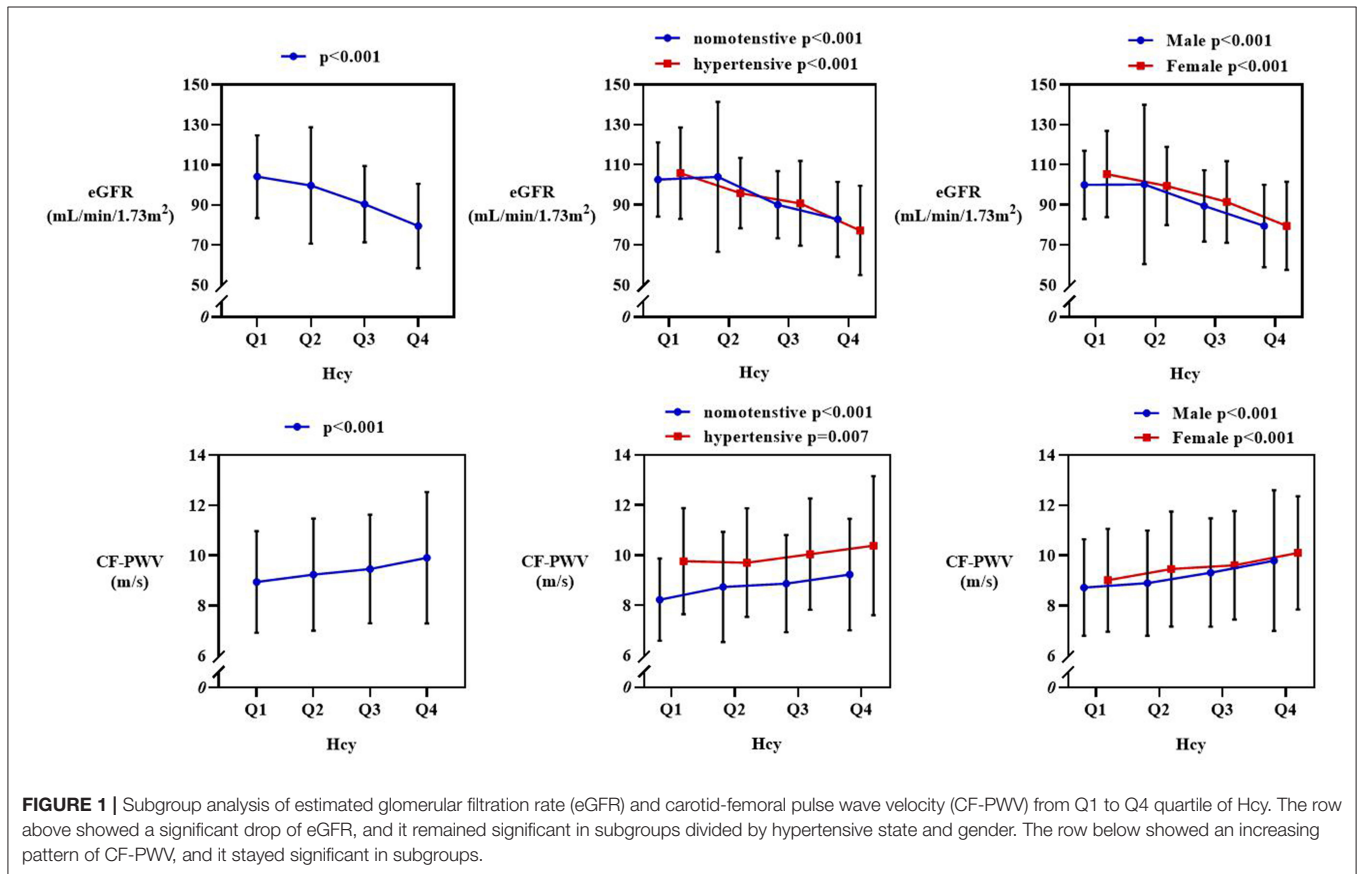 p<0.001
150
130
110
90
70
50
0
eGFR
(mL/min/1.73m²)
Q1 Q2 Q3 Q4
Hcy
nomotenstive p<0.001
hypertensive p<0.001
150
130
110
90
70
50
0
eGFR
(mL/min/1.73m²)
Q1 Q2 Q3 Q4
Hcy
Male p<0.001
Female p<0.001
150
130
110
90
70
50
0
eGFR
(mL/min/1.73m²)
Q1 Q2 Q3 Q4
Hcy
p<0.001
14
12
10
8
6
0
CF-PWV
(m/s)
Q1 Q2 Q3 Q4
Hcy
nomotenstive p<0.001
hypertensive p=0.007
14
12
10
8
6
0
CF-PWV
(m/s)
Q1 Q2 Q3 Q4
Hcy
Male p<0.001
Female p<0.001
14
12
10
8
6
0
CF-PWV
(m/s)
Q1 Q2 Q3 Q4
Hcy
FIGURE 1 | Subgroup analysis of estimated glomerular filtration rate (eGFR) and carotid-femoral pulse wave velocity (CF-PWV) from Q1 to Q4 quartile of Hcy. The row
above showed a significant drop of eGFR, and it remained significant in subgroups divided by hypertensive state and gender. The row below showed an increasing
pattern of CF-PWV, and it stayed significant in subgroups.